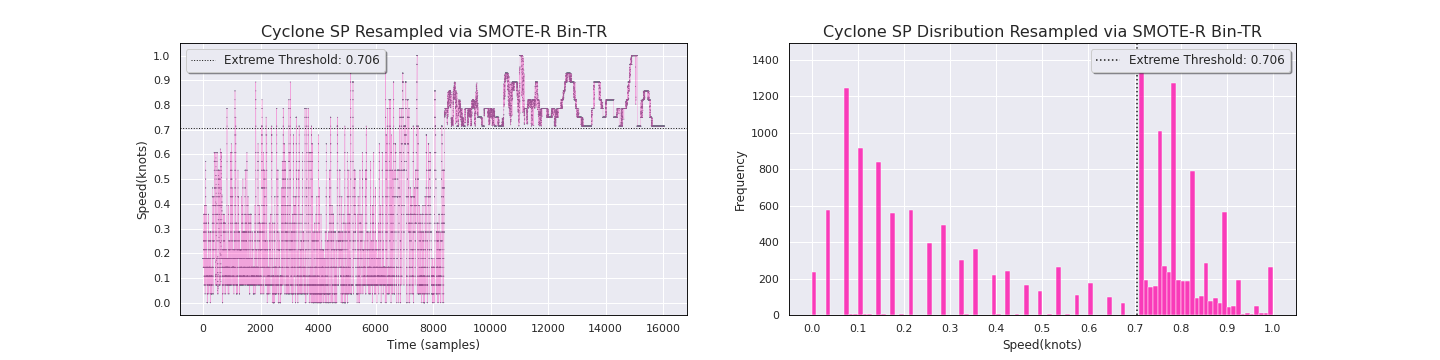 Cyclone SP Resampled via SMOTE-R Bin-TR
Extreme Threshold: 0.706
1.0
0.9
0.8
0.7
0.6
0.5
0.4
0.3
0.2
0.1
0.0
Speed(knots)
0 2000 4000 6000 8000 10000 12000 14000 16000
Time (samples)
Cyclone SP Disribution Resampled via SMOTE-R Bin-TR
Extreme Threshold: 0.706
1400
1200
1000
800
600
400
200
0
Frequency
0.0 0.1 0.2 0.3 0.4 0.5 0.6 0.7 0.8 0.9 1.0
Speed(knots)